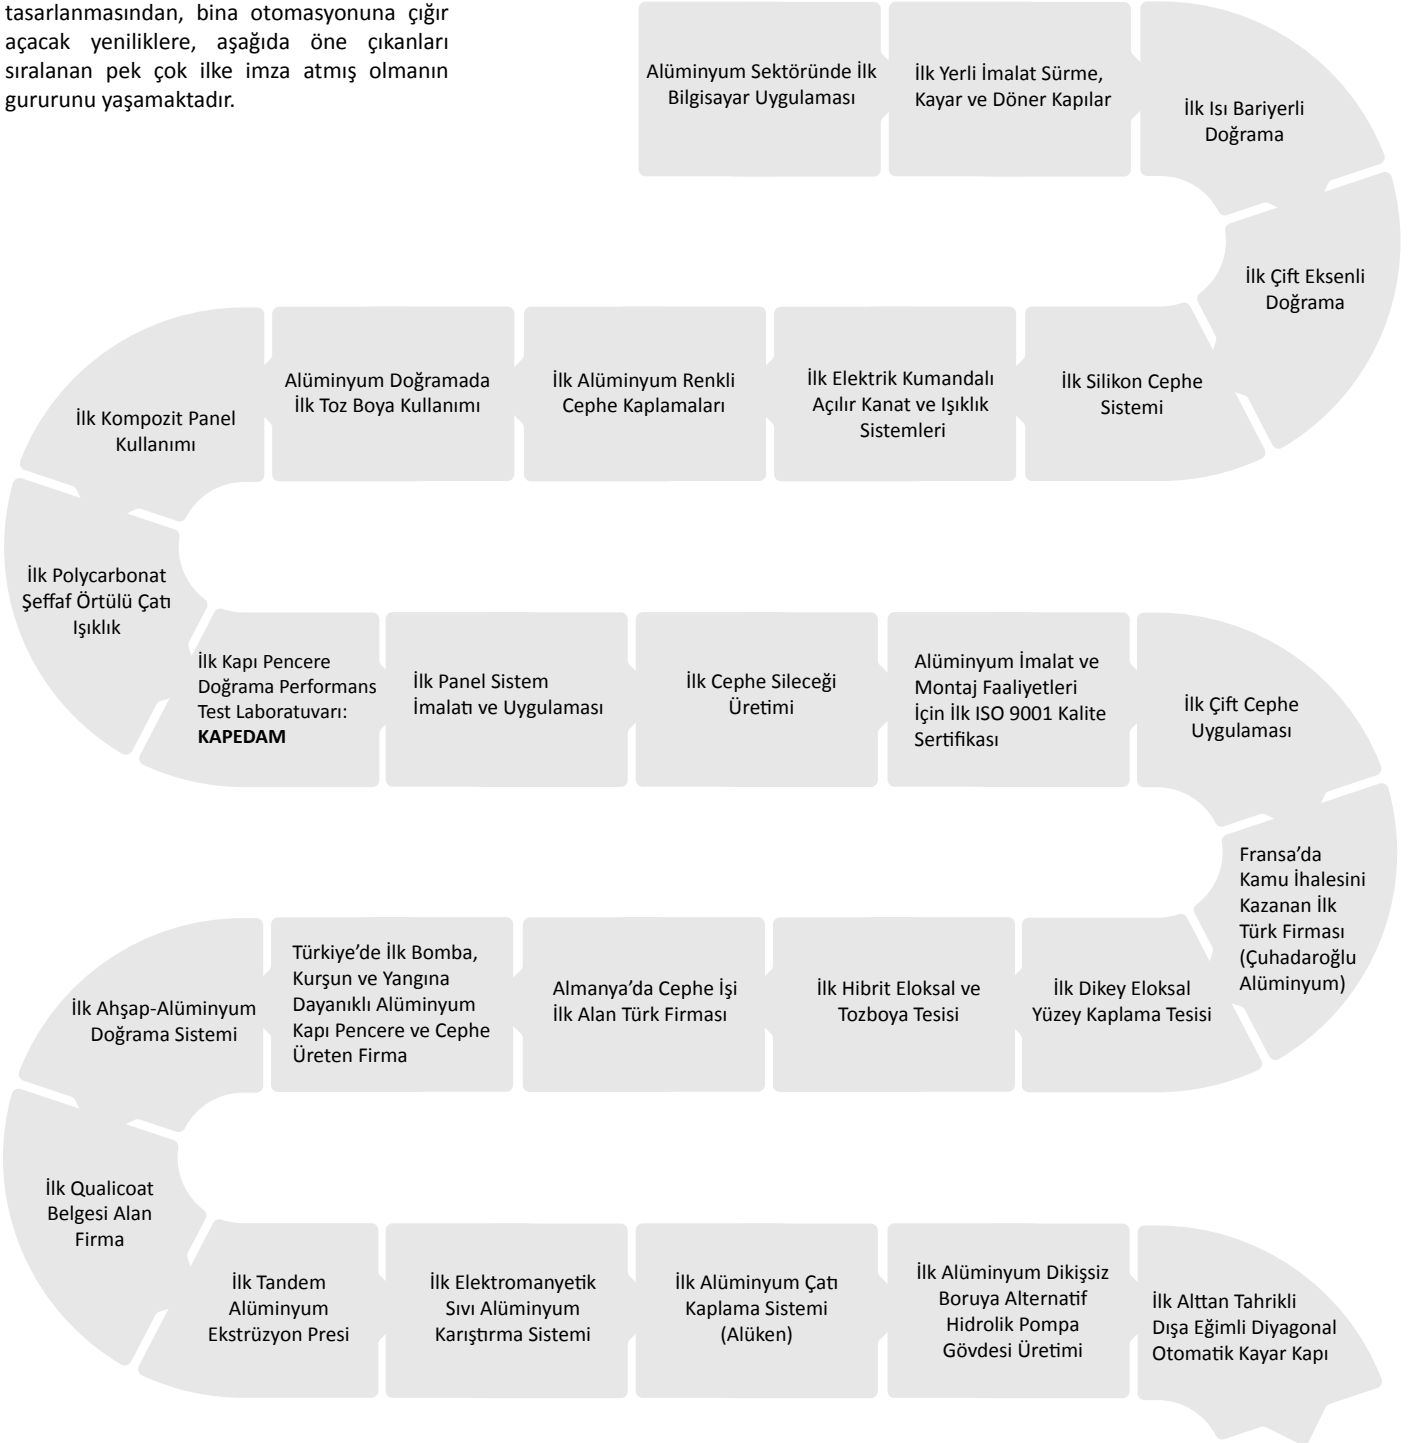 tasarlanmasından, bina otomasyonuna çığır
açacak yeniliklere, aşağıda öne çıkanları
sıralanan pek çok ilke imza atmış olmanın
gururunu yaşamaktadır.
Alüminyum Sektöründe İlk
Bilgisayar Uygulaması
İlk Yerli İmalat Sürme,
Kayar ve Döner Kapılar
İlk Isı Bariyerli
Doğrama
İlk Çift Eksenli
Doğrama
İlk Silikon Cephe
Sistemi
İlk Elektrik Kumandalı
Açılır Kanat ve Işıklık
Sistemleri
İlk Alüminyum Renkli
Cephe Kaplamaları
Alüminyum Doğramada
İlk Toz Boya Kullanımı
İlk Kompozit Panel
Kullanımı
İlk Polycarbonat
Şeffaf Örtülü Çatı
Işıklık
İlk Kapı Pencere
Doğrama Performans
Test Laboratuvarı:
KAPEDAM
İlk Panel Sistem
İmalatı ve Uygulaması
İlk Cephe Sileceği
Üretimi
Alüminyum İmalat ve
Montaj Faaliyetleri
İçin İlk ISO 9001 Kalite
Sertifikası
İlk Çift Cephe
Uygulaması
Fransa’da
Kamu İhalesini
Kazanan İlk
Türk Firması
(Çuhadaroğlu
Alüminyum)
İlk Dikey Eloksal
Yüzey Kaplama Tesisi
İlk Hibrit Eloksal ve
Tozboya Tesisi
Almanya’da Cephe İşi
İlk Alan Türk Firması
Türkiye’de İlk Bomba,
Kurşun ve Yangına
Dayanıklı Alüminyum
Kapı Pencere ve Cephe
Üreten Firma
İlk Ahşap-Alüminyum
Doğrama Sistemi
İlk Qualicoat
Belgesi Alan
Firma
İlk Tandem
Alüminyum
Ekstrüzyon Presi
İlk Elektromanyetik
Sıvı Alüminyum
Karıştırma Sistemi
İlk Alüminyum Çatı
Kaplama Sistemi
(Alüken)
İlk Alüminyum Dikişsiz
Boruya Alternatif
Hidrolik Pompa
Gövdesi Üretimi
İlk Alttan Tahrikli
Dışa Eğimli Diyagonal
Otomatik Kayar Kapı